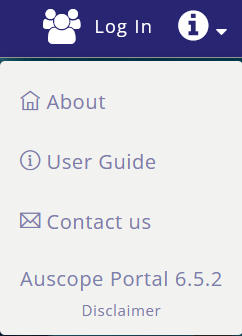 Log In
About
User Guide
Contact us
Auscope Portal 6.5.2
Disclaimer